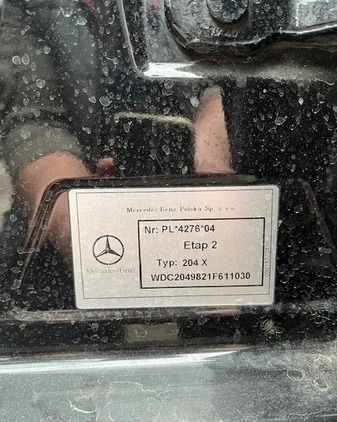 Mercedes-Benz Polska Sp. z o.o.
Nr: PL*4276*04
Etap 2
Typ: 204 X
WDC2049821F611030
Mercedes-Benz